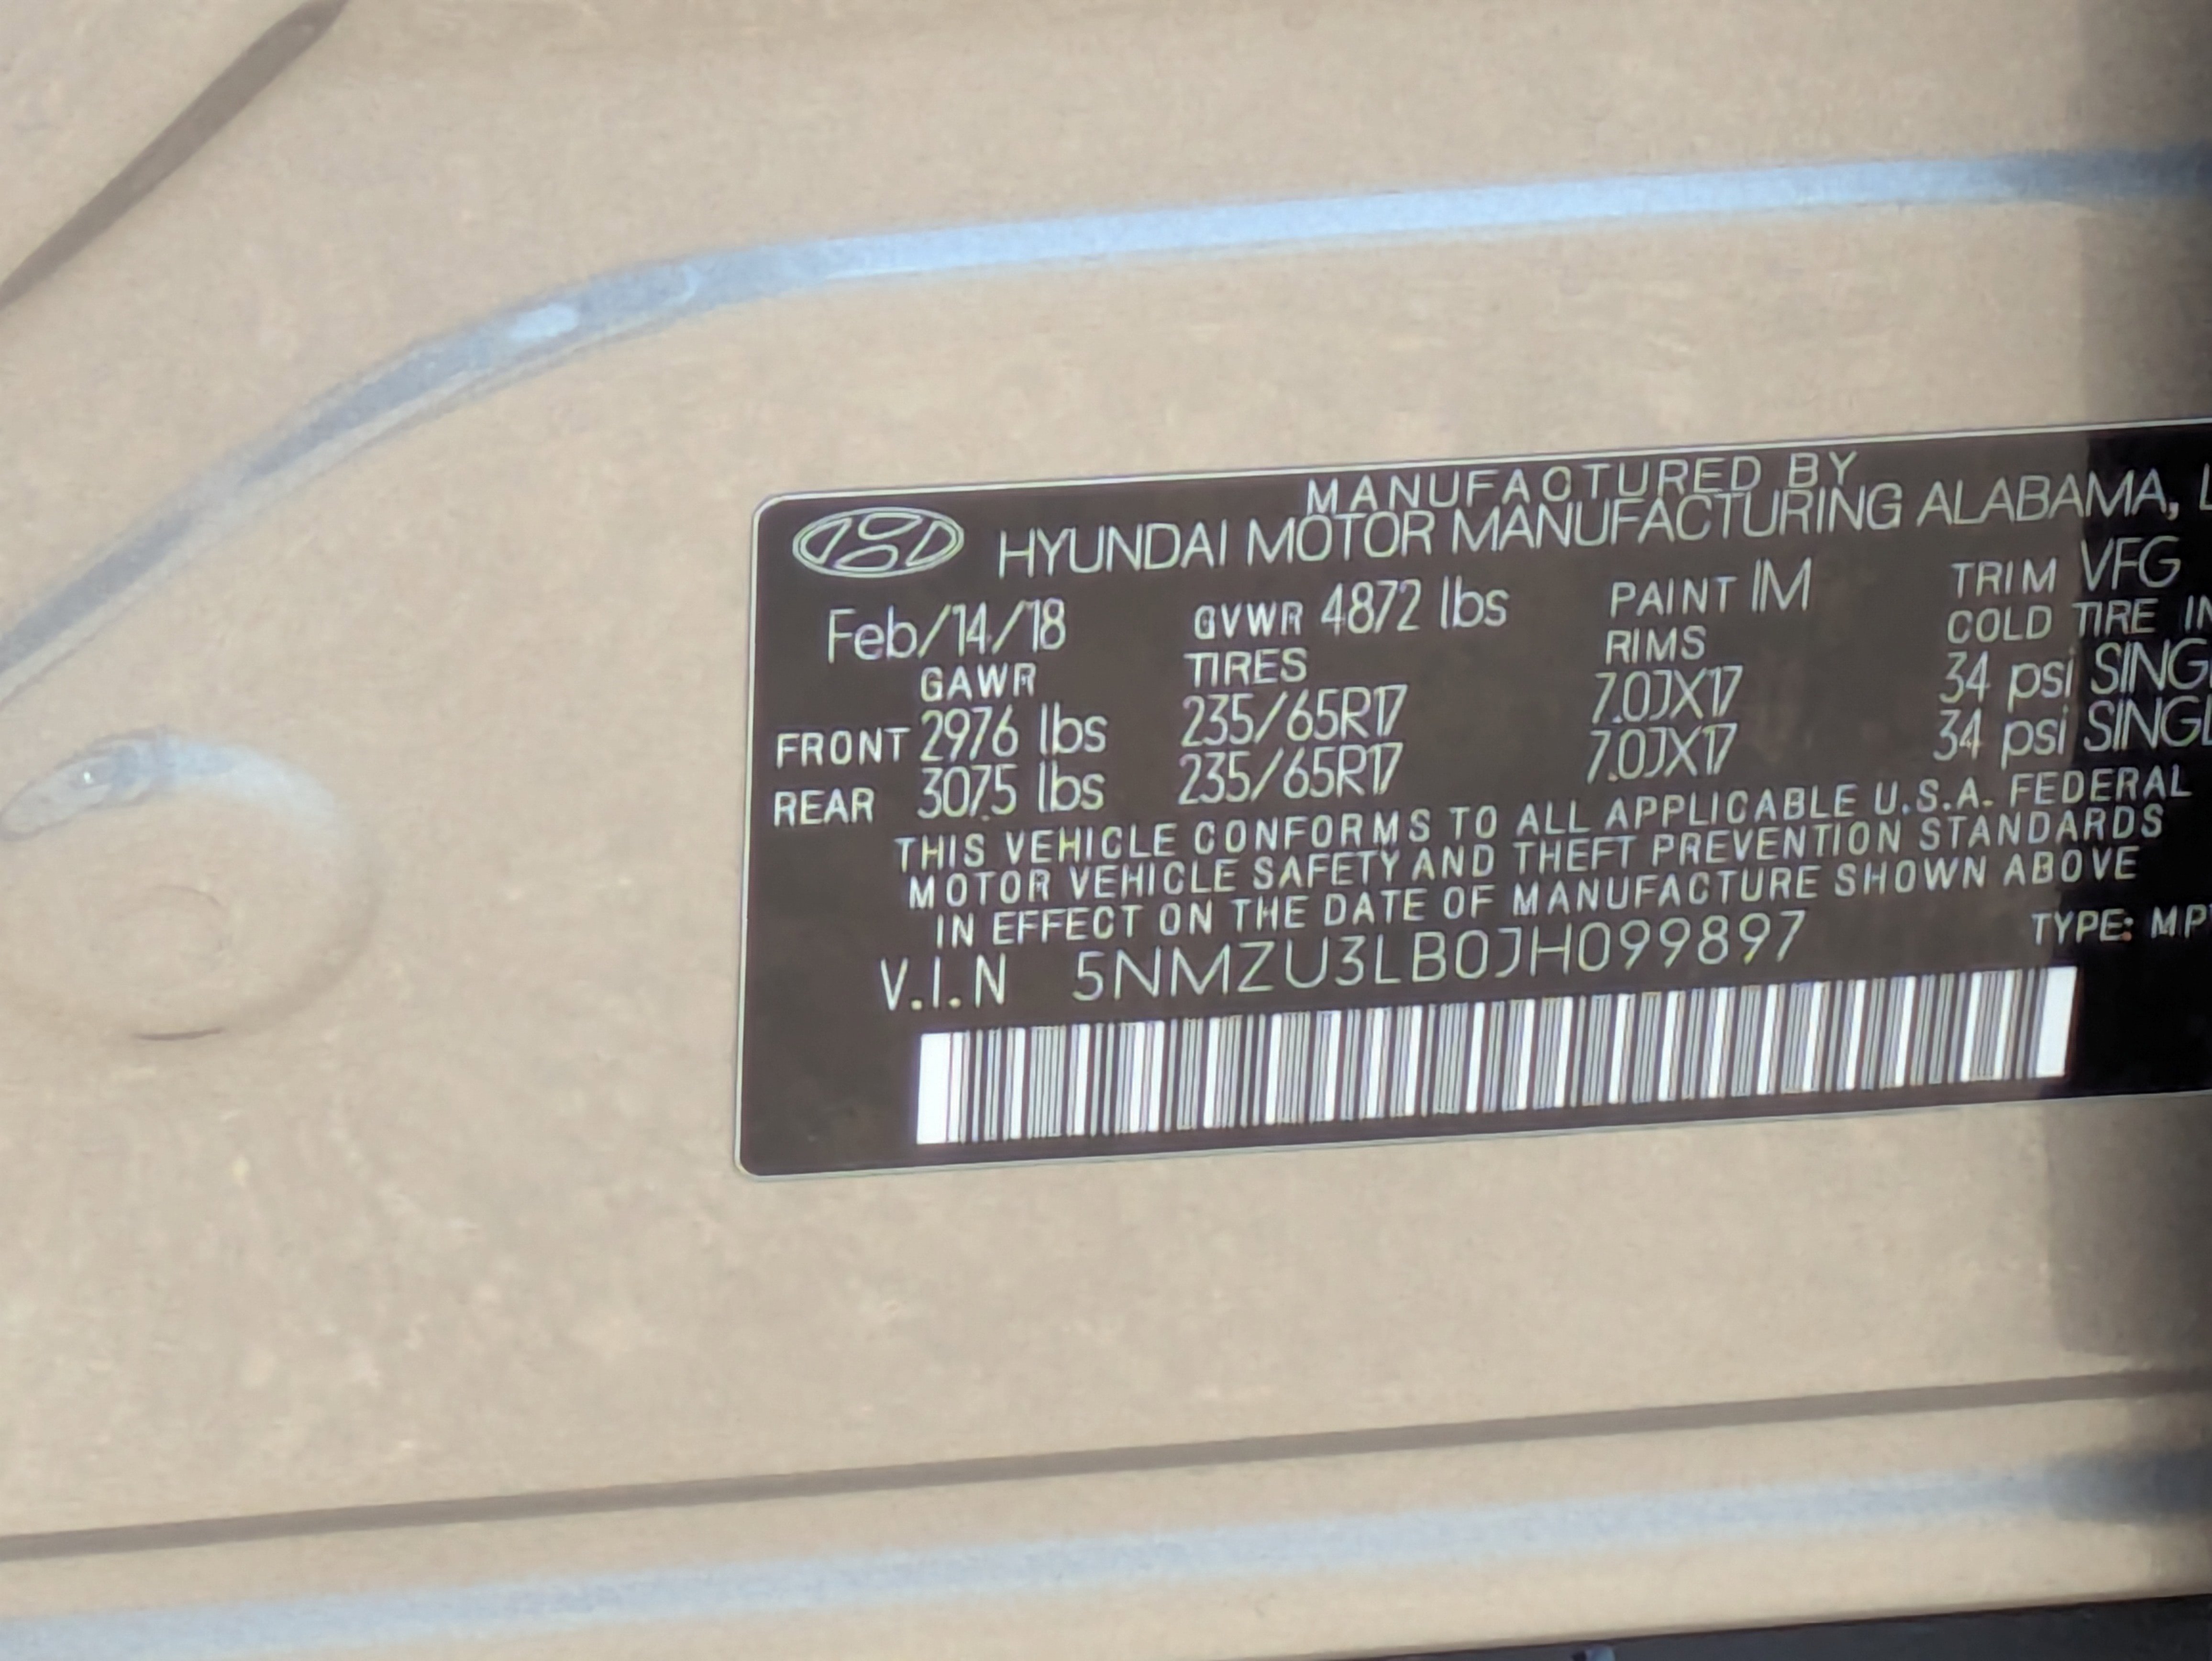 MANUFACTURED BY
HYUNDAI MOTOR MANUFACTURING ALABAMA,
Feb/14/18 GVWR 4872 lbs PAINT IM TRIM VFG
GAWR TIRES RIMS COLD TIRE
FRONT 2976 lbs 235/65R17 7.0JX17 34 psi
REAR 3075 lbs 235/65R17 7.0JX17 34 psi
THIS VEHICLE CONFORMS TO ALL APPLICABLE U.S.A. FEDERAL
MOTOR VEHICLE SAFETY AND THEFT PREVENTION STANDARDS
IN EFFECT ON THE DATE OF MANUFACTURE SHOWN ABOVE
V.I.N 5NMZU3LB0JH099897 TYPE: